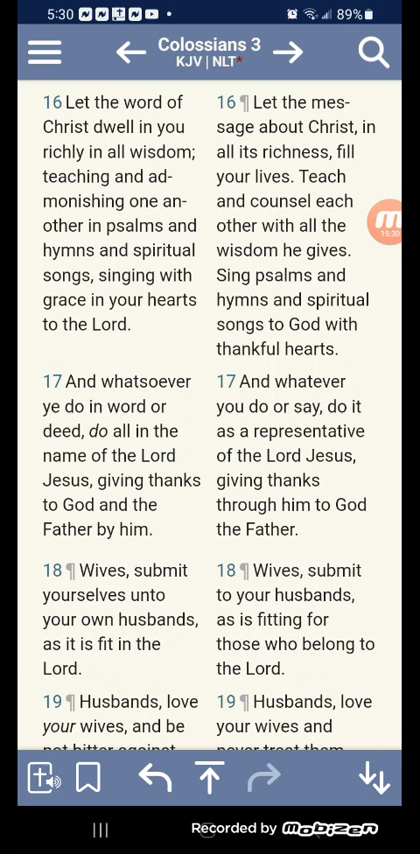 5:30
89%
Colossians 3
KJV | NLT*
16 Let the word of
Christ dwell in you
richly in all wisdom;
teaching and ad-
monishing one an-
other in psalms and
hymns and spiritual
songs, singing with
grace in your hearts
to the Lord.
17 And whatsoever
ye do in word or
deed, do all in the
name of the Lord
Jesus, giving thanks
to God and the
Father by him.
18 ¶ Wives, submit
yourselves unto
your own husbands,
as it is fit in the
Lord.
19 ¶ Husbands, love
your wives, and be
not bitter against
16 ¶ Let the mes-
sage about Christ, in
all its richness, fill
your lives. Teach
and counsel each
other with all the
wisdom he gives.
Sing psalms and
hymns and spiritual
songs to God with
thankful hearts.
17 And whatever
you do or say, do it
as a representative
of the Lord Jesus,
giving thanks
through him to God
the Father.
18 ¶ Wives, submit
to your husbands,
as is fitting for
those who belong to
the Lord.
19 ¶ Husbands, love
your wives and
never treat them
15:30
Recorded by Mobizen